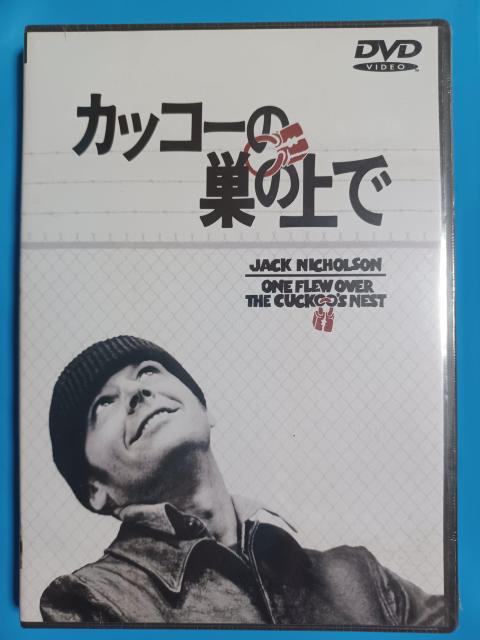 DVD
VIDEO
カッコーの
巣の上で
JACK NICHOLSON
ONE FLEW OVER
THE CUCKOO'S NEST